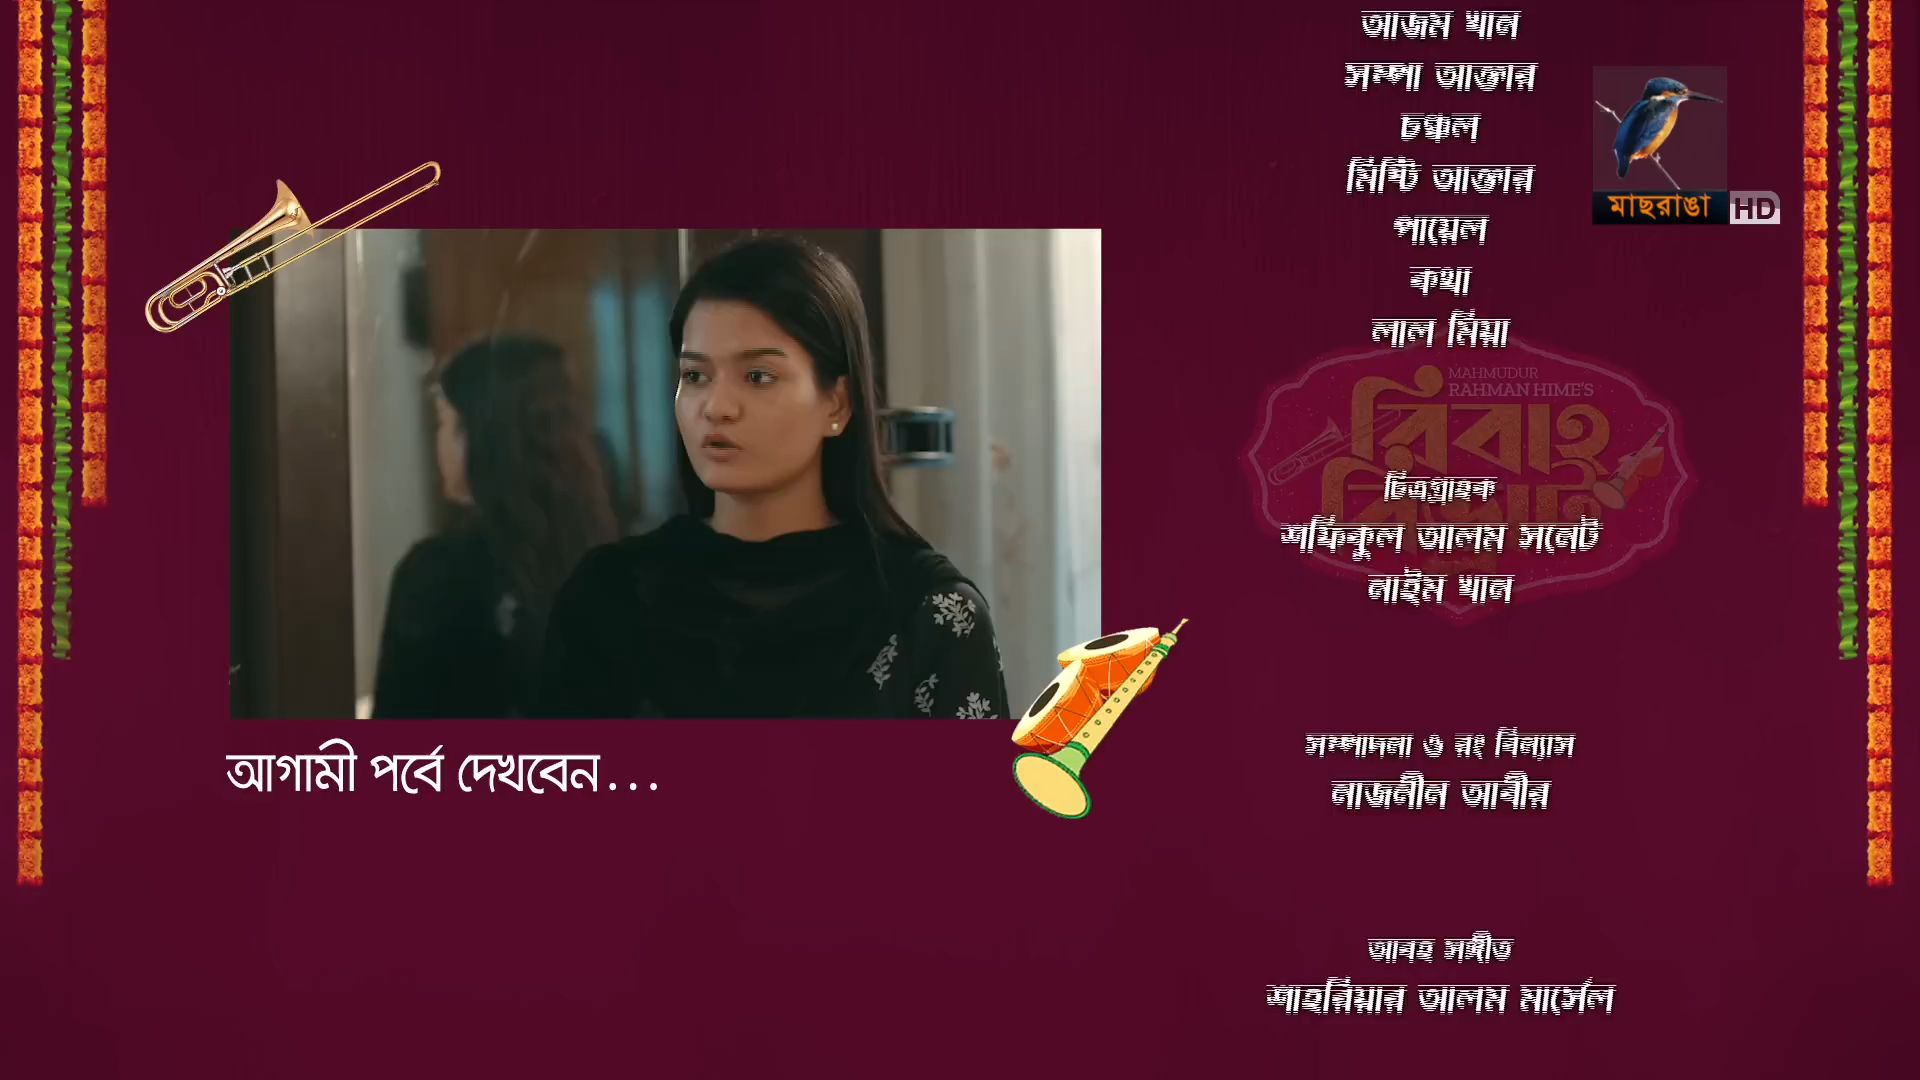 আজম খান
সম্পা আক্তার
চঞ্চল
মিষ্টি আক্তার
পায়েল
কথা
লাল মিয়া
মাছরাঙা
HD
MAHMUDUR
RAHMAN HIME'S
বিবাহ
বিভ্রাট
চিত্রগ্রাহক
শফিকুল আলম সনেট
নাইম খান
আগামী পর্বে দেখবেন...
সম্পাদনা ও রং বিন্যাস
নাজনীন আবীর
আবহ সঙ্গীত
শাহরিয়ার আলম মার্সেল